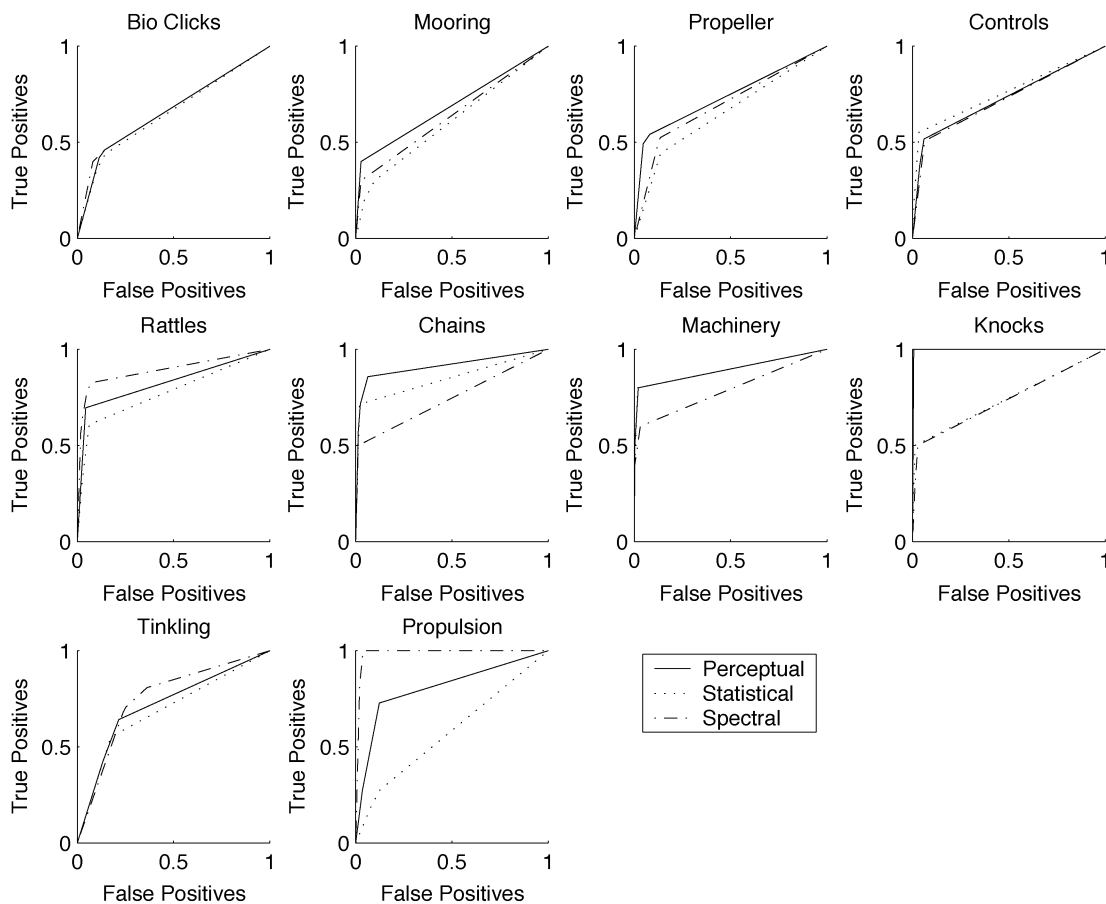 Bio Clicks
1
0.5
0
0 0.5 1
True Positives
False Positives
Mooring
1
0.5
0
0 0.5 1
True Positives
False Positives
Propeller
1
0.5
0
0 0.5 1
True Positives
False Positives
Controls
1
0.5
0
0 0.5 1
True Positives
False Positives
Rattles
1
0.5
0
0 0.5 1
True Positives
False Positives
Chains
1
0.5
0
0 0.5 1
True Positives
False Positives
Machinery
1
0.5
0
0 0.5 1
True Positives
False Positives
Knocks
1
0.5
0
0 0.5 1
True Positives
False Positives
Tinkling
1
0.5
0
0 0.5 1
True Positives
False Positives
Propulsion
1
0.5
0
0 0.5 1
True Positives
False Positives
Perceptual
Statistical
Spectral